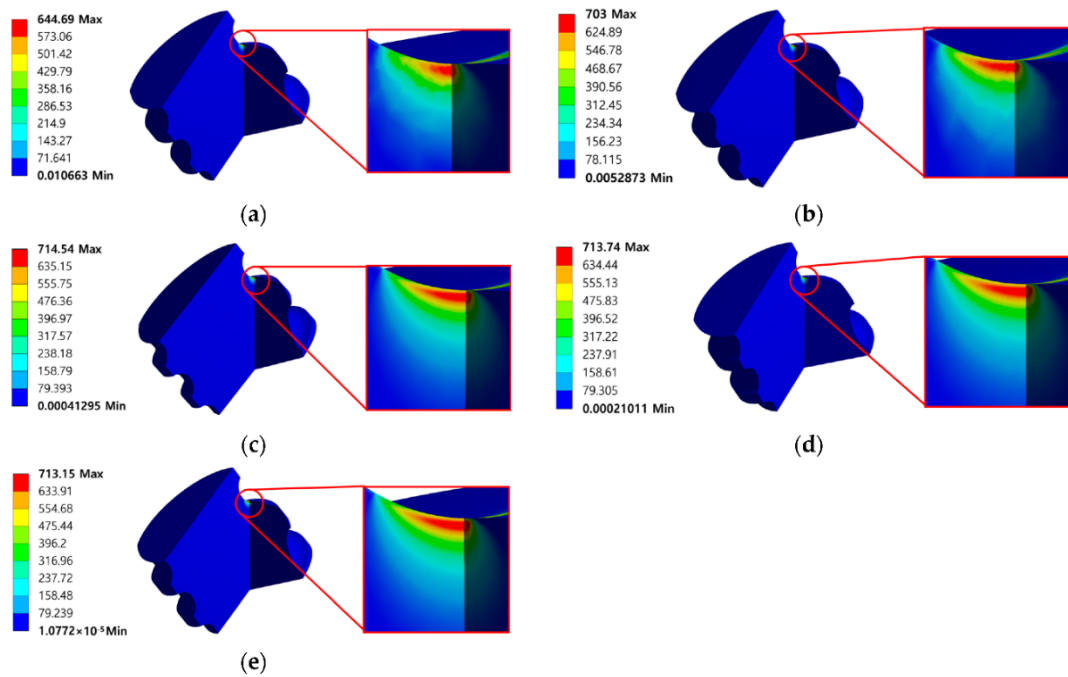 644.69 Max
573.06
501.42
429.79
358.16
286.53
214.9
143.27
71.641
0.010663 Min
(a)
703 Max
624.89
546.78
468.67
390.56
312.45
234.34
156.23
78.115
0.0052873 Min
(b)
714.54 Max
635.15
555.75
476.36
396.97
317.57
238.18
158.79
79.393
0.00041295 Min
(c)
713.74 Max
634.44
555.13
475.83
396.52
317.22
237.91
158.61
79.305
0.00021011 Min
(d)
713.15 Max
633.91
554.68
475.44
396.2
316.96
237.72
158.48
79.239
1.0772×10⁻⁵Min
(e)